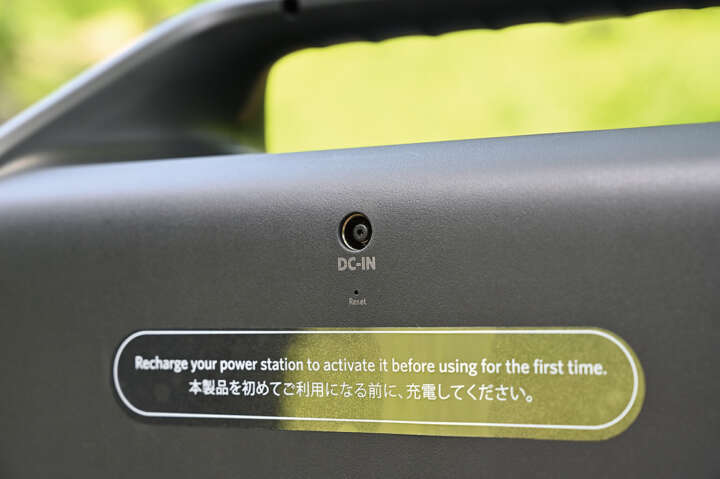 DC-IN
Reset
Recharge your power station to activate it before using for the first time.
本製品を初めてご利用になる前に、充電してください。